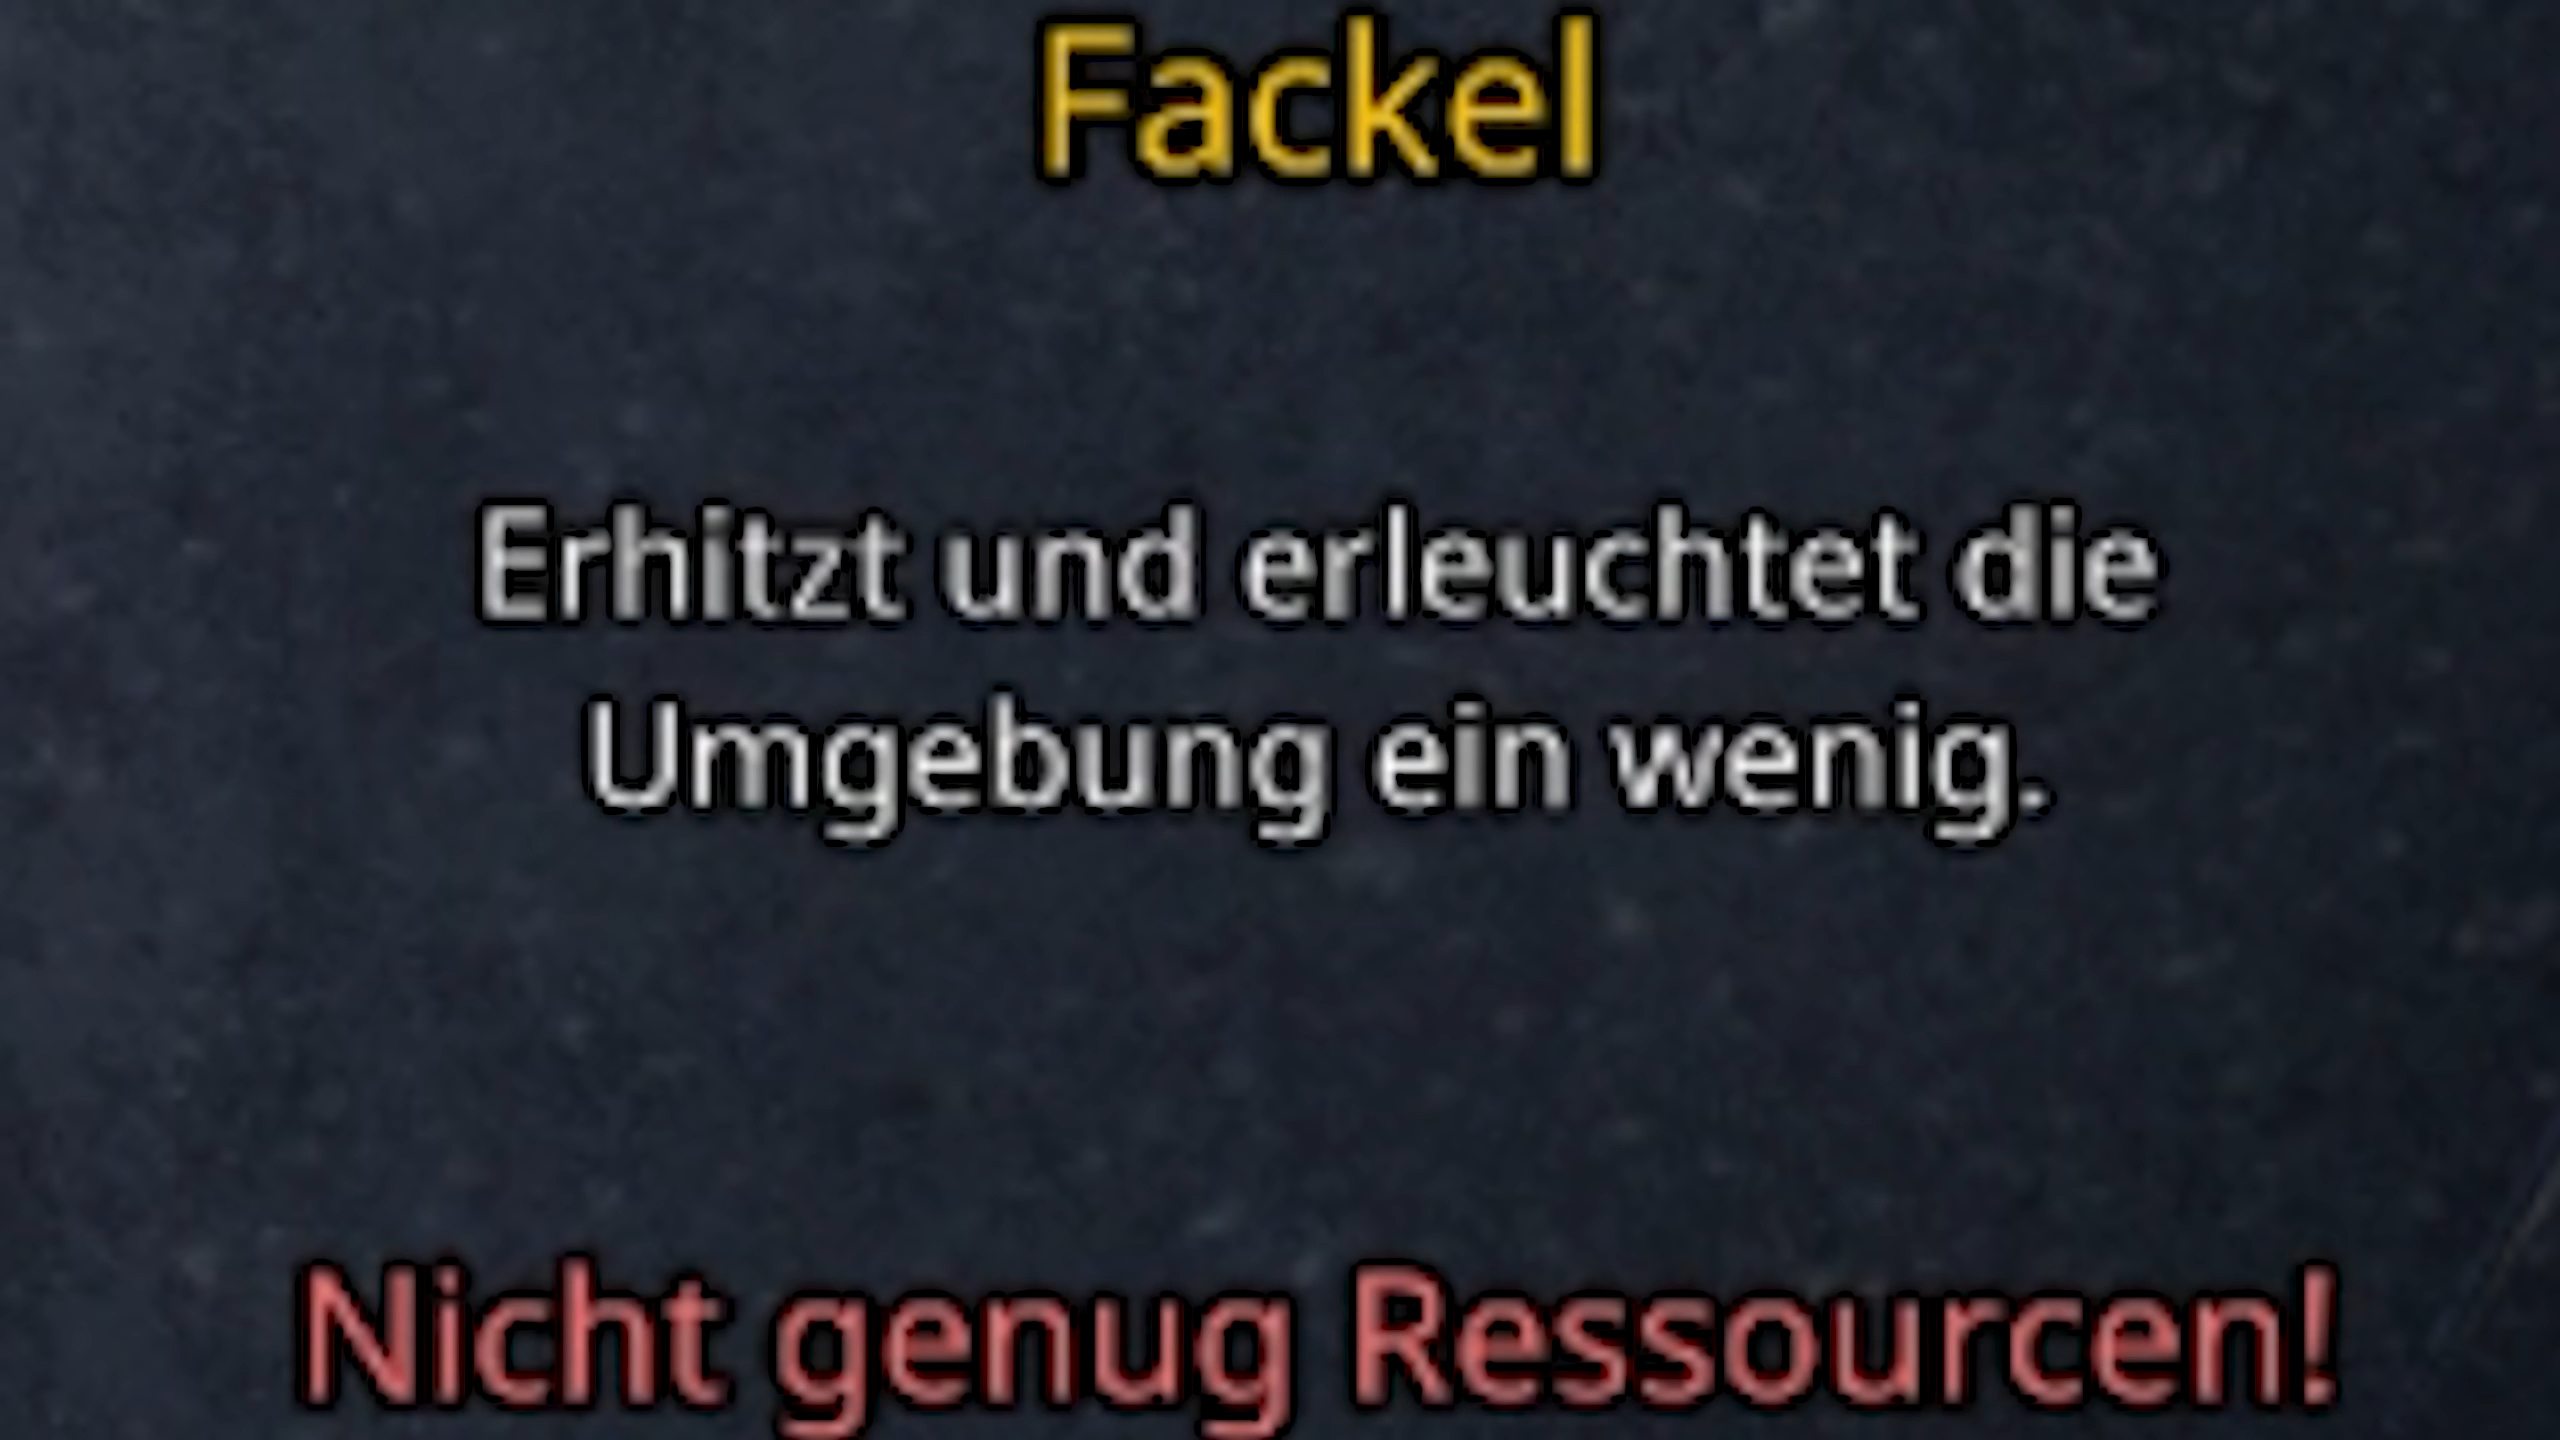 Fackel
Erhitzt und erleuchtet die
Umgebung ein wenig.
Nicht genug Ressourcen!